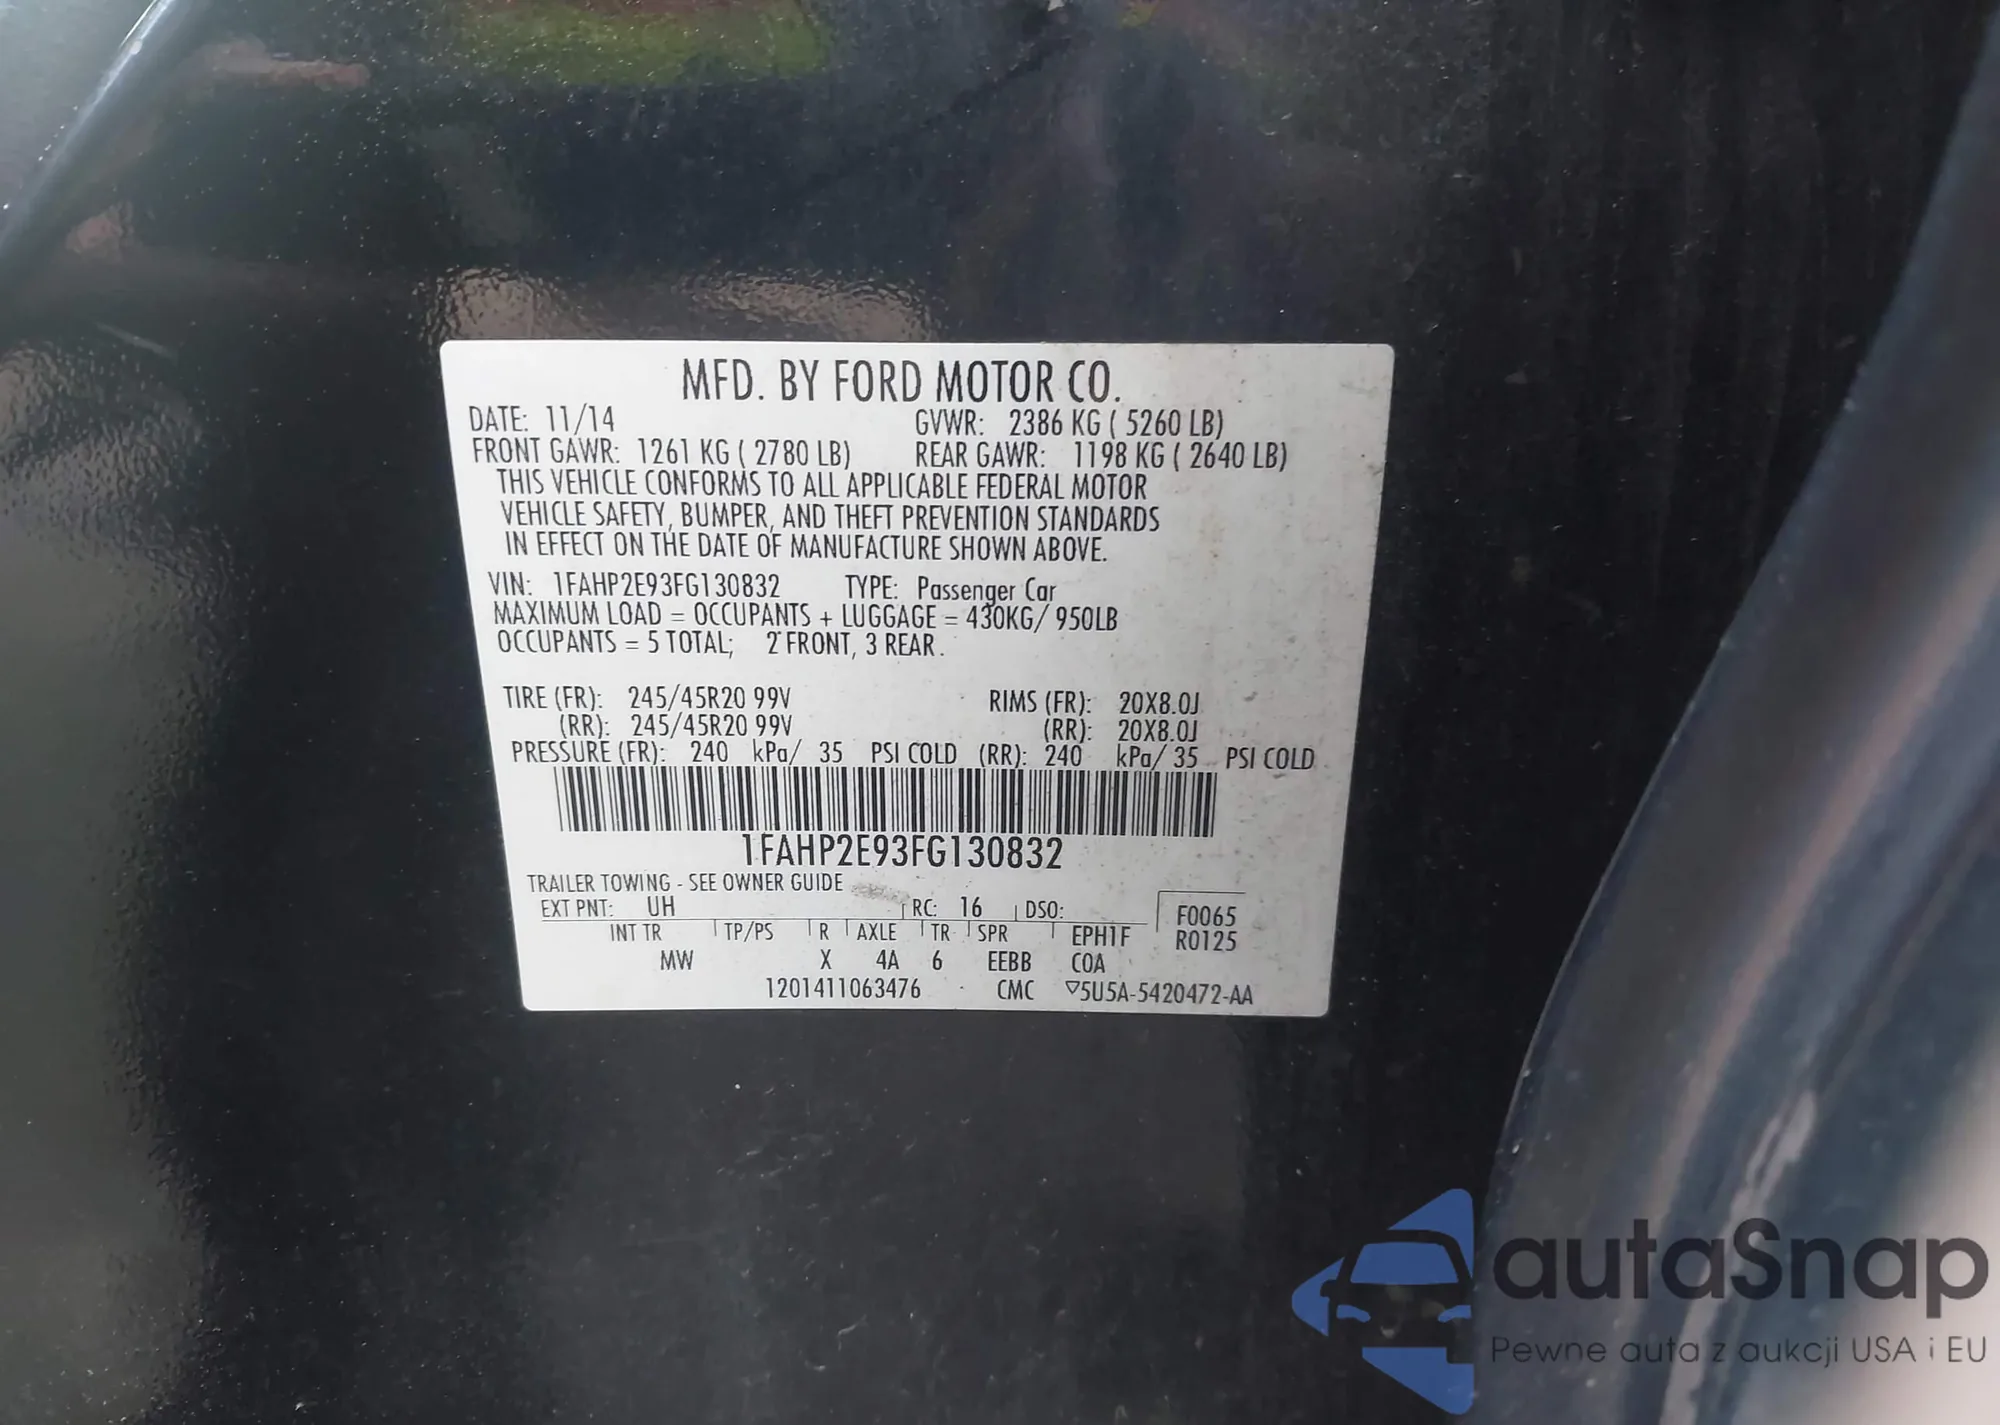 MFD. BY FORD MOTOR CO.
DATE: 11/14 GVWR: 2386 KG ( 5260 LB)
FRONT GAWR: 1261 KG ( 2780 LB) REAR GAWR: 1198 KG ( 2640 LB)
THIS VEHICLE CONFORMS TO ALL APPLICABLE FEDERAL MOTOR
VEHICLE SAFETY, BUMPER, AND THEFT PREVENTION STANDARDS
IN EFFECT ON THE DATE OF MANUFACTURE SHOWN ABOVE.
VIN: 1FAHP2E93FG130832 TYPE: Passenger Car
MAXIMUM LOAD = OCCUPANTS + LUGGAGE = 430KG/ 950LB
OCCUPANTS = 5 TOTAL; 2 FRONT, 3 REAR.
TIRE (FR): 245/45R20 99V RIMS (FR): 20X8.0J
(RR): 245/45R20 99V (RR): 20X8.0J
PRESSURE (FR): 240 kPa/ 35 PSI COLD (RR): 240 kPa/ 35 PSI COLD
1FAHP2E93FG130832
TRAILER TOWING - SEE OWNER GUIDE
EXT PNT: UH RC: 16 DSO: F0065
INT TR TP/PS R AXLE TR SPR EPH1F R0125
MW X 4A 6 EEBB COA
1201411063476 CMC ▽5U5A-5420472-AA
autaSnap
Pewne auta z aukcji USA i EU